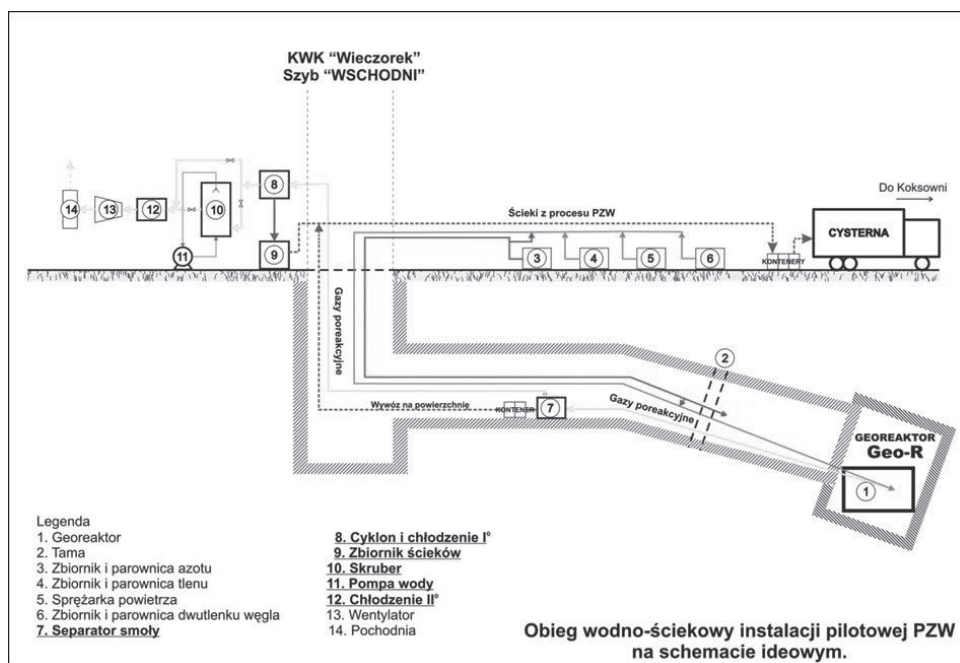 KWK “Wieczorek”
Szyb “WSCHODNI”
Do Koksowni
Ścieki z procesu PZW
CYSTERNA
KONTENERY
14
13
12
10
11
8
9
3
4
5
6
Gazy poreakcyjne
2
Wywóz na powierzchnię
KONTENER
7
Gazy poreakcyjne
GEOREAKTOR
Geo-R
1
Legenda
1. Georeaktor
2. Tama
3. Zbiornik i parownica azotu
4. Zbiornik i parownica tlenu
5. Sprężarka powietrza
6. Zbiornik i parownica dwutlenku węgla
7. Separator smoły
8. Cyklon i chłodzenie I°
9. Zbiornik ścieków
10. Skruber
11. Pompa wody
12. Chłodzenie II°
13. Wentylator
14. Pochodnia
Obieg wodno-ściekowy instalacji pilotowej PZW
na schemacie ideowym.